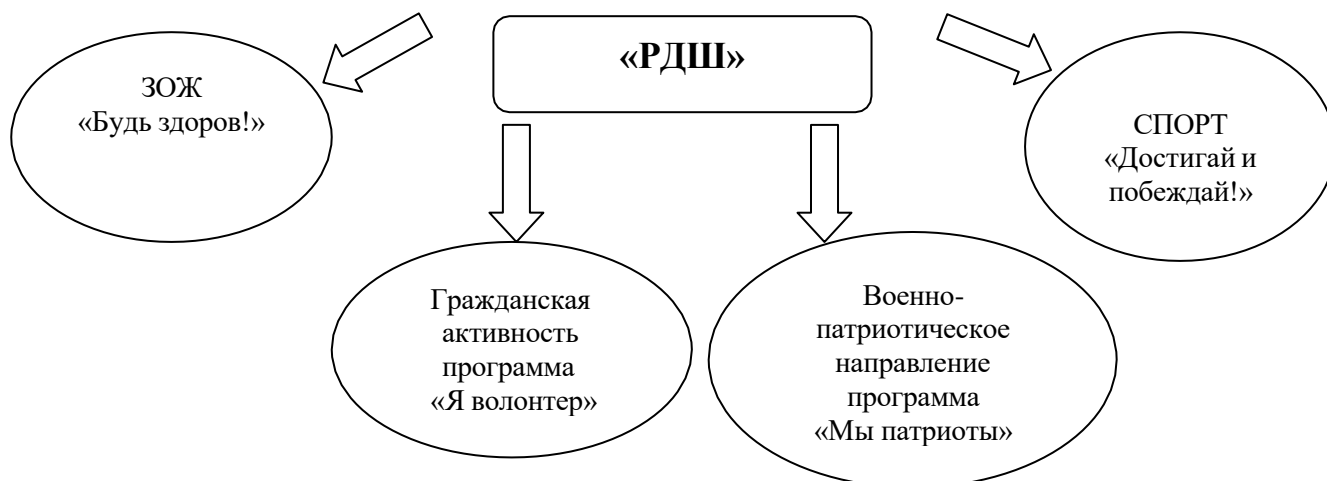 «РДШ»
ЗОЖ
«Будь здоров!»
СПОРТ
«Достигай и
побеждай!»
Гражданская
активность
программа
«Я волонтер»
Военно-
патриотическое
направление
программа
«Мы патриоты»